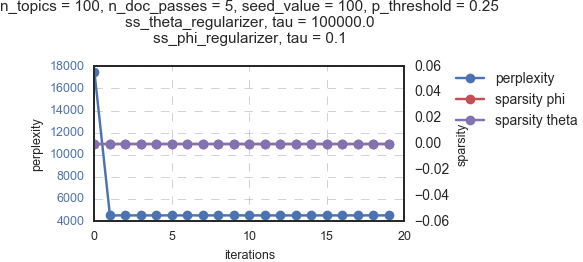 n_topics = 100, n_doc_passes = 5, seed_value = 100, p_threshold = 0.25
ss_theta_regularizer, tau = 100000.0
ss_phi_regularizer, tau = 0.1
18000
16000
14000
12000
10000
8000
6000
4000
perplexity
0.06
0.04
0.02
0.00
−0.02
−0.04
−0.06
sparsity
perplexity
sparsity phi
sparsity theta
0 5 10 15 20
iterations